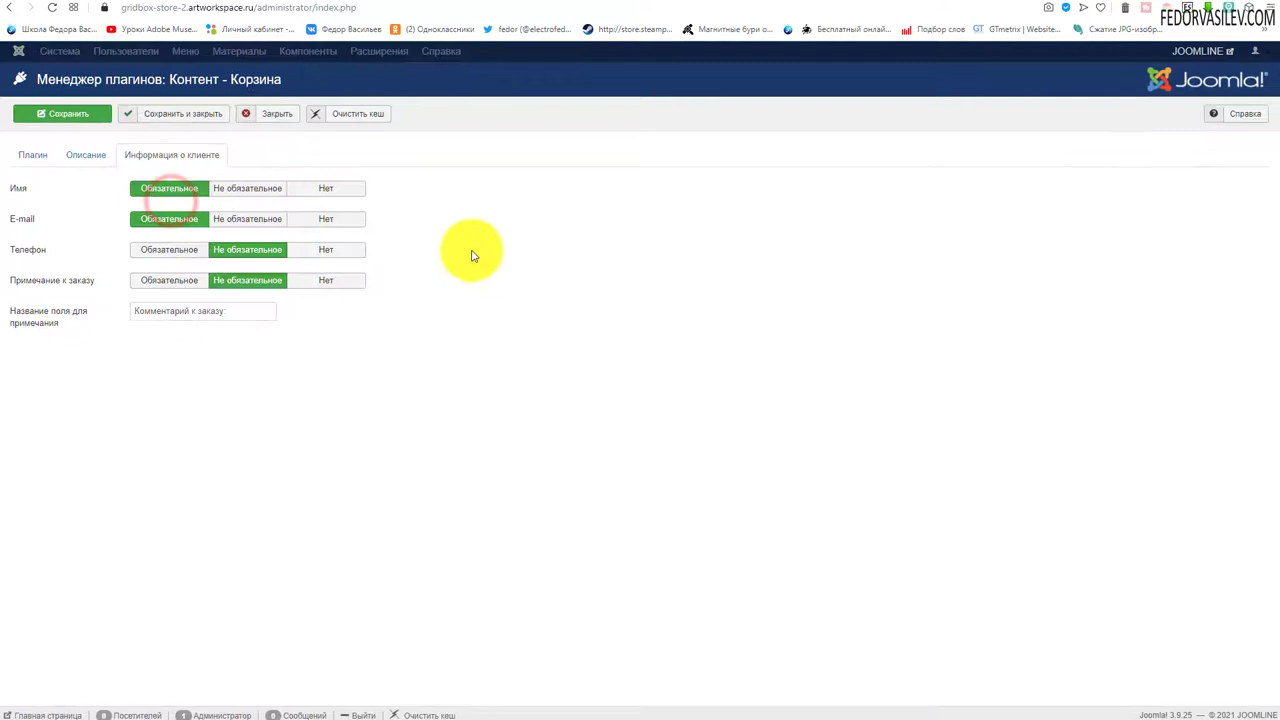 gridbox-store-2.artworkspace.ru/administrator/index.php
FEDORVASILEV.COM
Школа Федора Вас... Уроки Adobe Muse... Личный кабинет -... Федор Васильев (2) Одноклассники fedor (@electrofed... http://store.steamp... Магнитные бури о... Бесплатный онлай... Подбор слов GTmetrix | Website... Сжатие JPG-изобр...
Система Пользователи Меню Материалы Компоненты Расширения Справка JOOMLINE
Менеджер плагинов: Контент - Корзина Joomla!
Сохранить Сохранить и закрыть Закрыть Очистить кеш Справка
Плагин Описание Информация о клиенте
Имя Обязательное Не обязательное Нет
E-mail Обязательное Не обязательное Нет
Телефон Обязательное Не обязательное Нет
Примечание к заказу Обязательное Не обязательное Нет
Название поля для примечания Комментарий к заказу:
Главная страница 0 Посетителей 1 Администратор 0 Сообщений Выйти Очистить кеш Joomla! 3.9.25 — © 2021 JOOMLINE